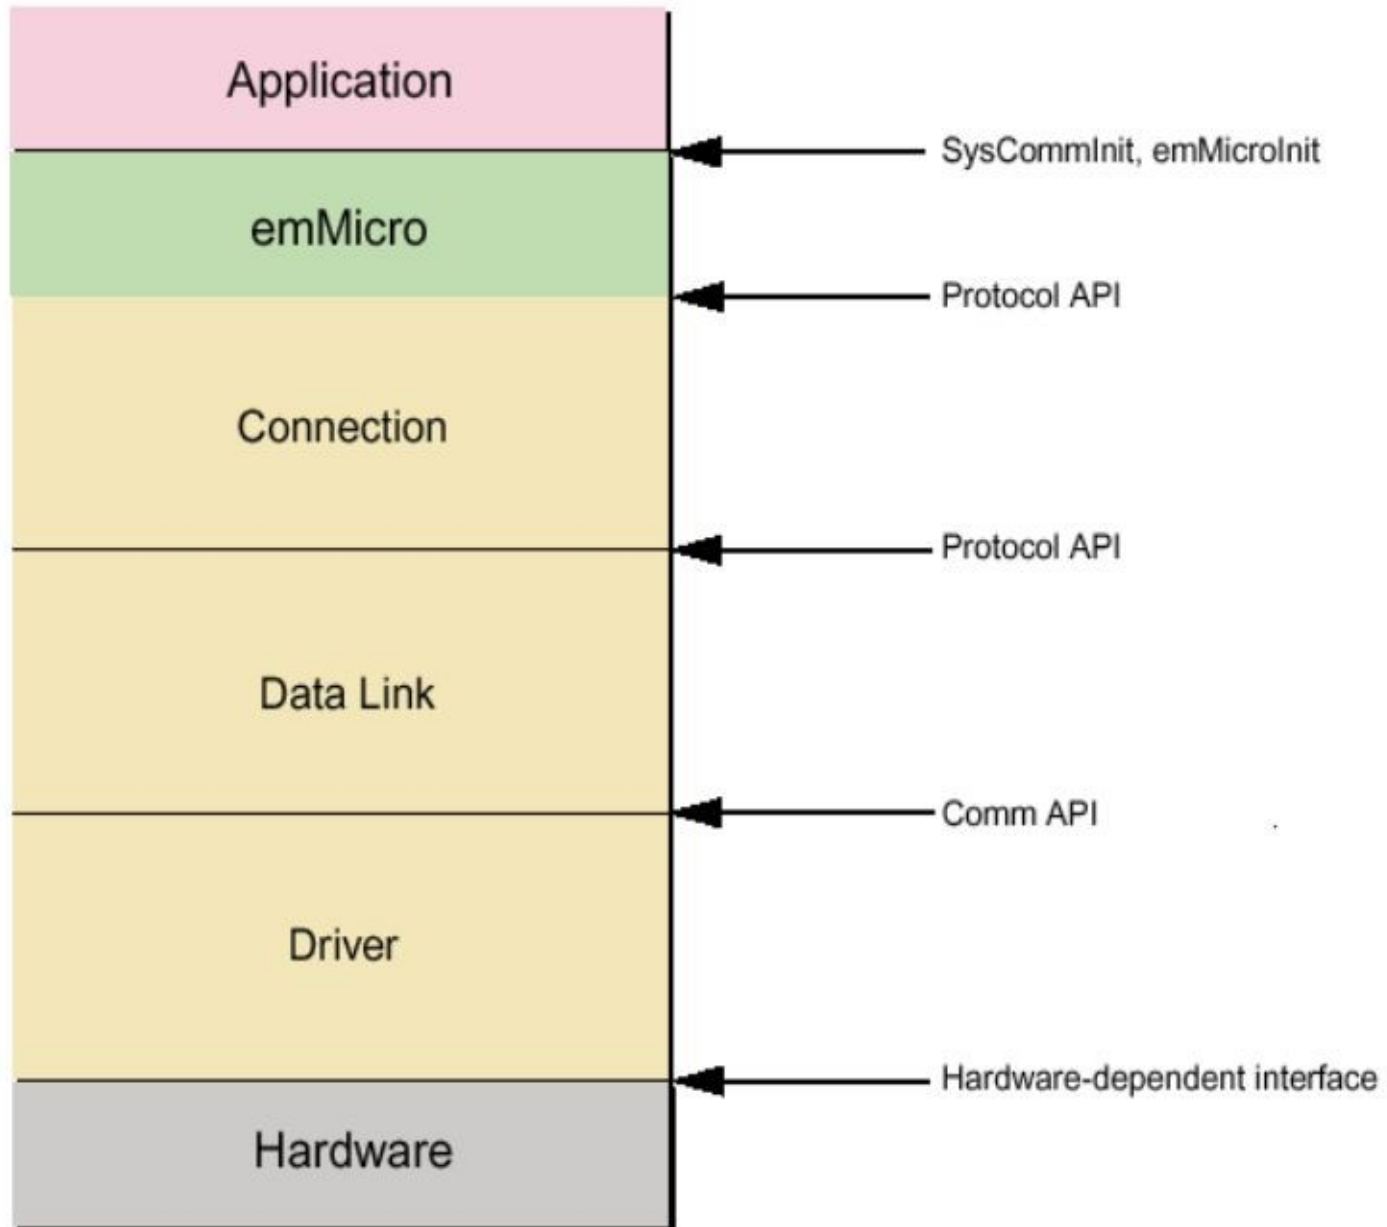 Application
SysCommInit, emMicroInit
emMicro
Protocol API
Connection
Protocol API
Data Link
Comm API
Driver
Hardware-dependent interface
Hardware